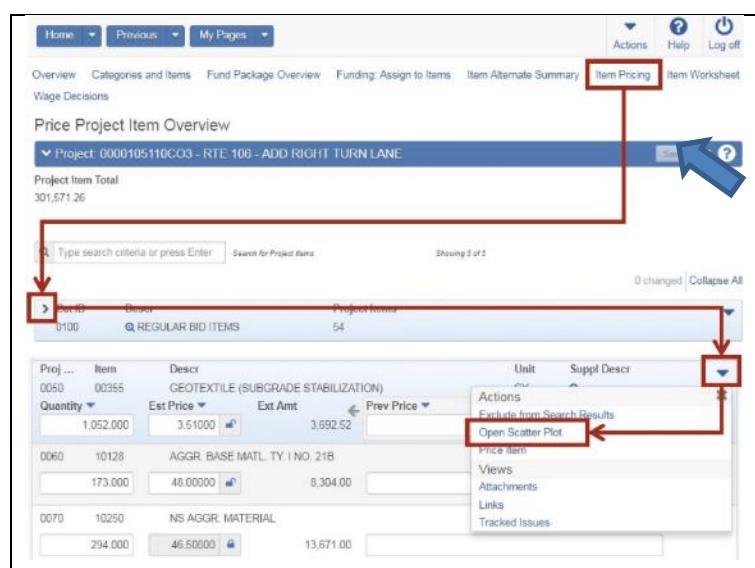 Home Previous My Pages
Actions Help Log off
Overview Categories and Items Fund Package Overview Funding: Assign to Items Item Alternate Summary Item Pricing Item Worksheet
Wage Decisions
Price Project Item Overview
Project: 0000105110CO3 - RTE 106 - ADD RIGHT TURN LANE
Project Item Total
301,571.26
Type search criteria or press Enter Search for Project Items Showing 3 of 3
0 changed Collapse All
0100 REGULAR BID ITEMS 54
Proj ... Item Descr Unit Suppl Descr
0050 00355 GEOTEXTILE (SUBGRADE STABILIZATION)
Quantity Est Price Ext Amt Prev Price
1,052.000 3.51000 3,692.52
Actions
Exclude from Search Results
Open Scatter Plot
Price Item
Views
Attachments
Links
Tracked Issues
0060 10128 AGGR. BASE MATL. TY. I NO. 21B
173.000 48.00000 8,304.00
0070 10250 NS AGGR. MATERIAL
294.000 46.50000 13,671.00